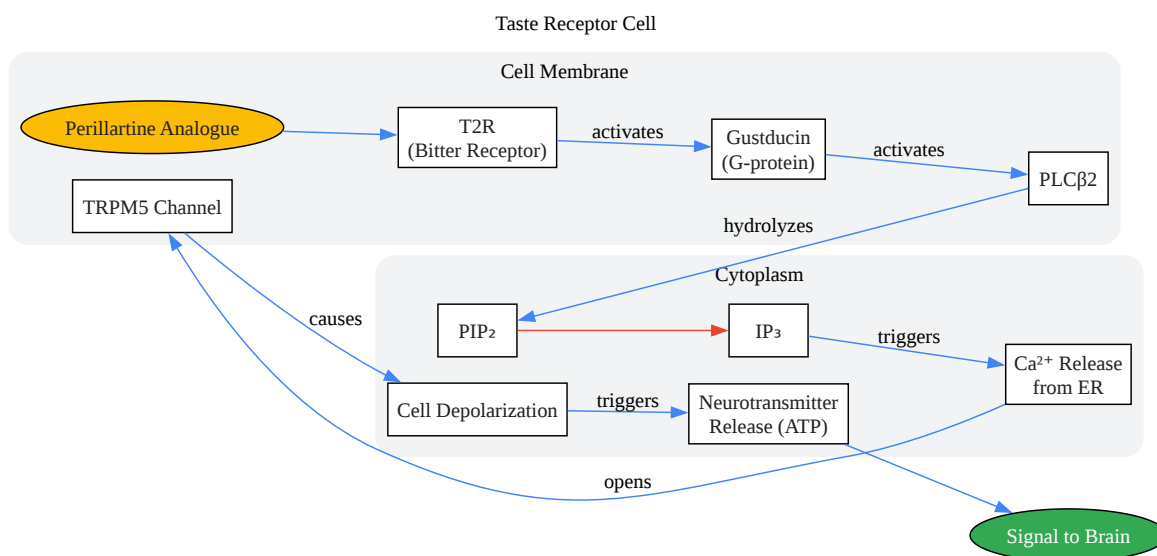 Taste Receptor Cell
Cell Membrane
Perillartine Analogue
T2R
(Bitter Receptor)
activates
Gustducin
(G-protein)
activates
PLCβ2
TRPM5 Channel
hydrolyzes
Cytoplasm
causes
PIP₂
IP₃
triggers
Ca²⁺ Release
from ER
Cell Depolarization
triggers
Neurotransmitter
Release (ATP)
opens
Signal to Brain